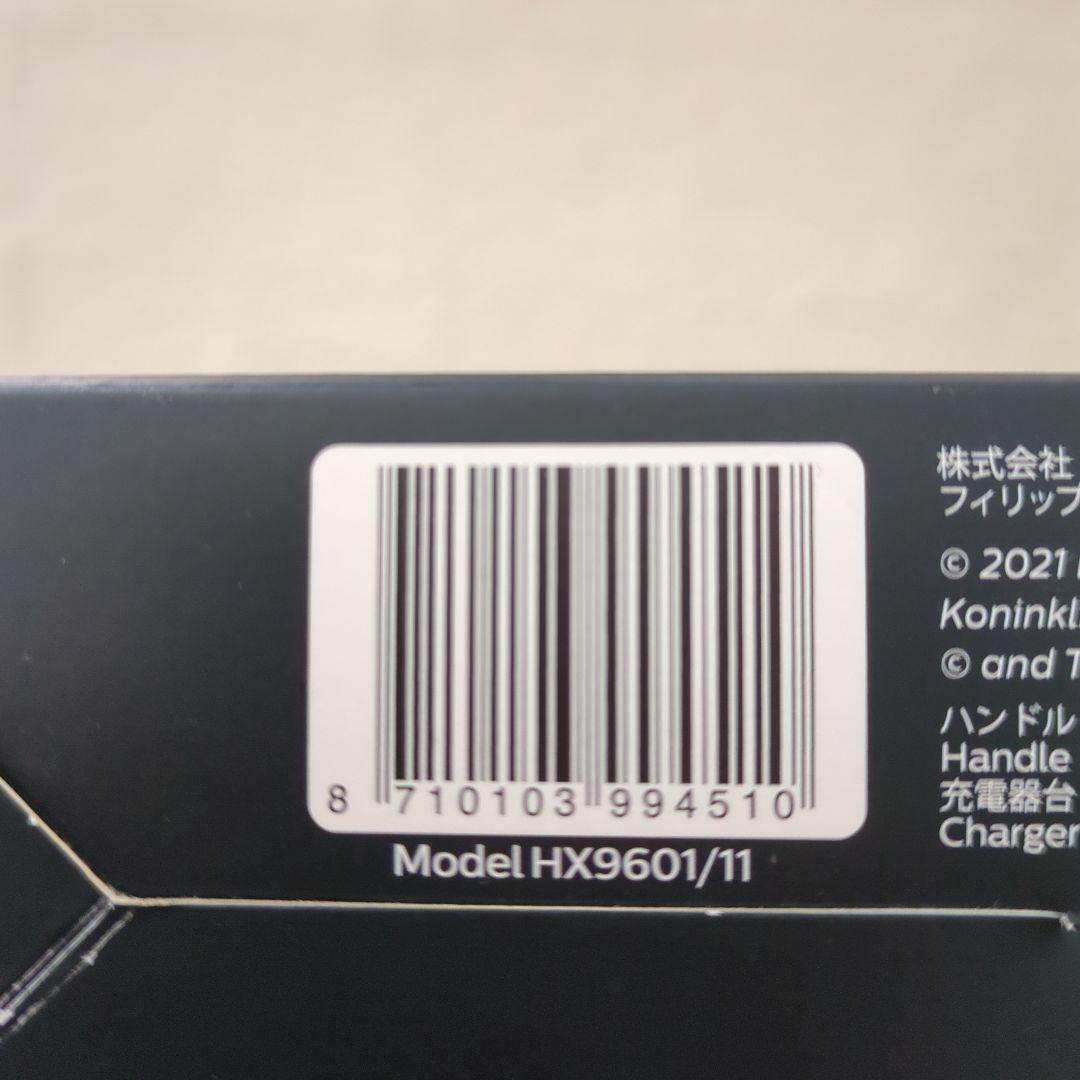 8 710103 994510
Model HX9601/11
株式会社
フィリップ
© 2021
Koninkl
© and T
ハンドル
Handle
充電器台
Charger